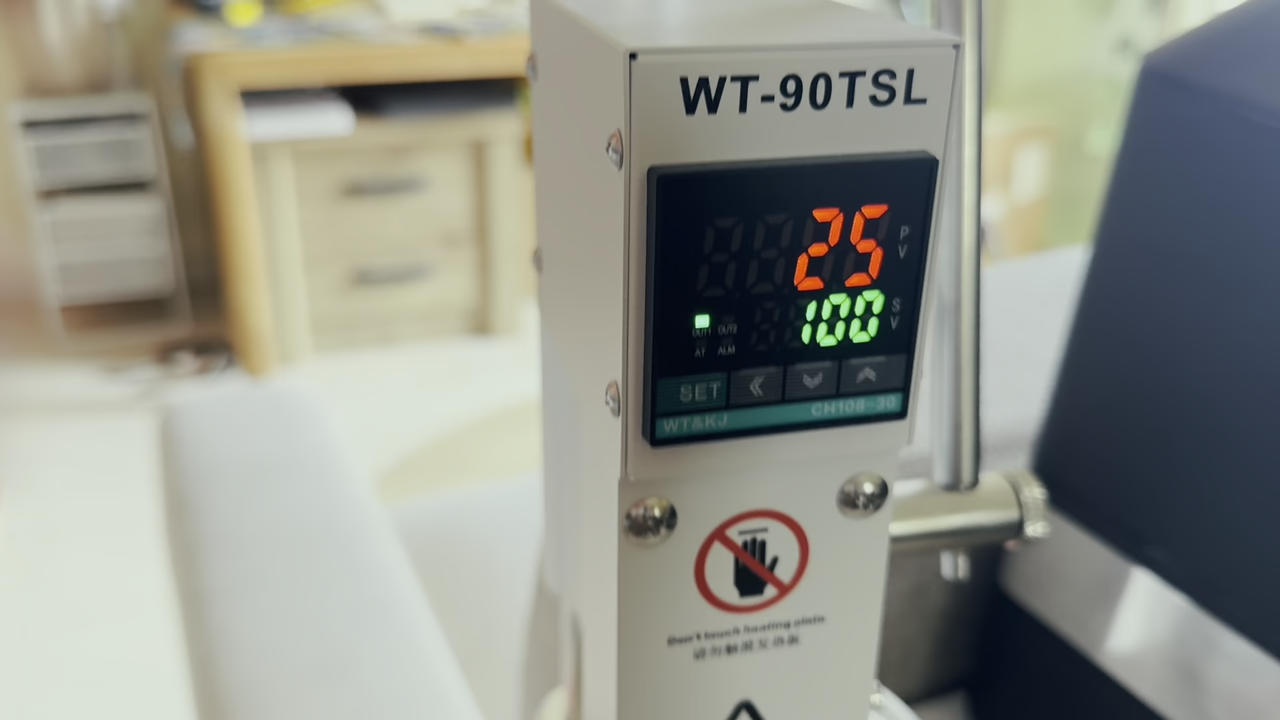 WT-90TSL
25
PV
100
SV
OUT1 OUT2
AT ALM
SET
WT&KJ CH108-30
Don't touch heating plate